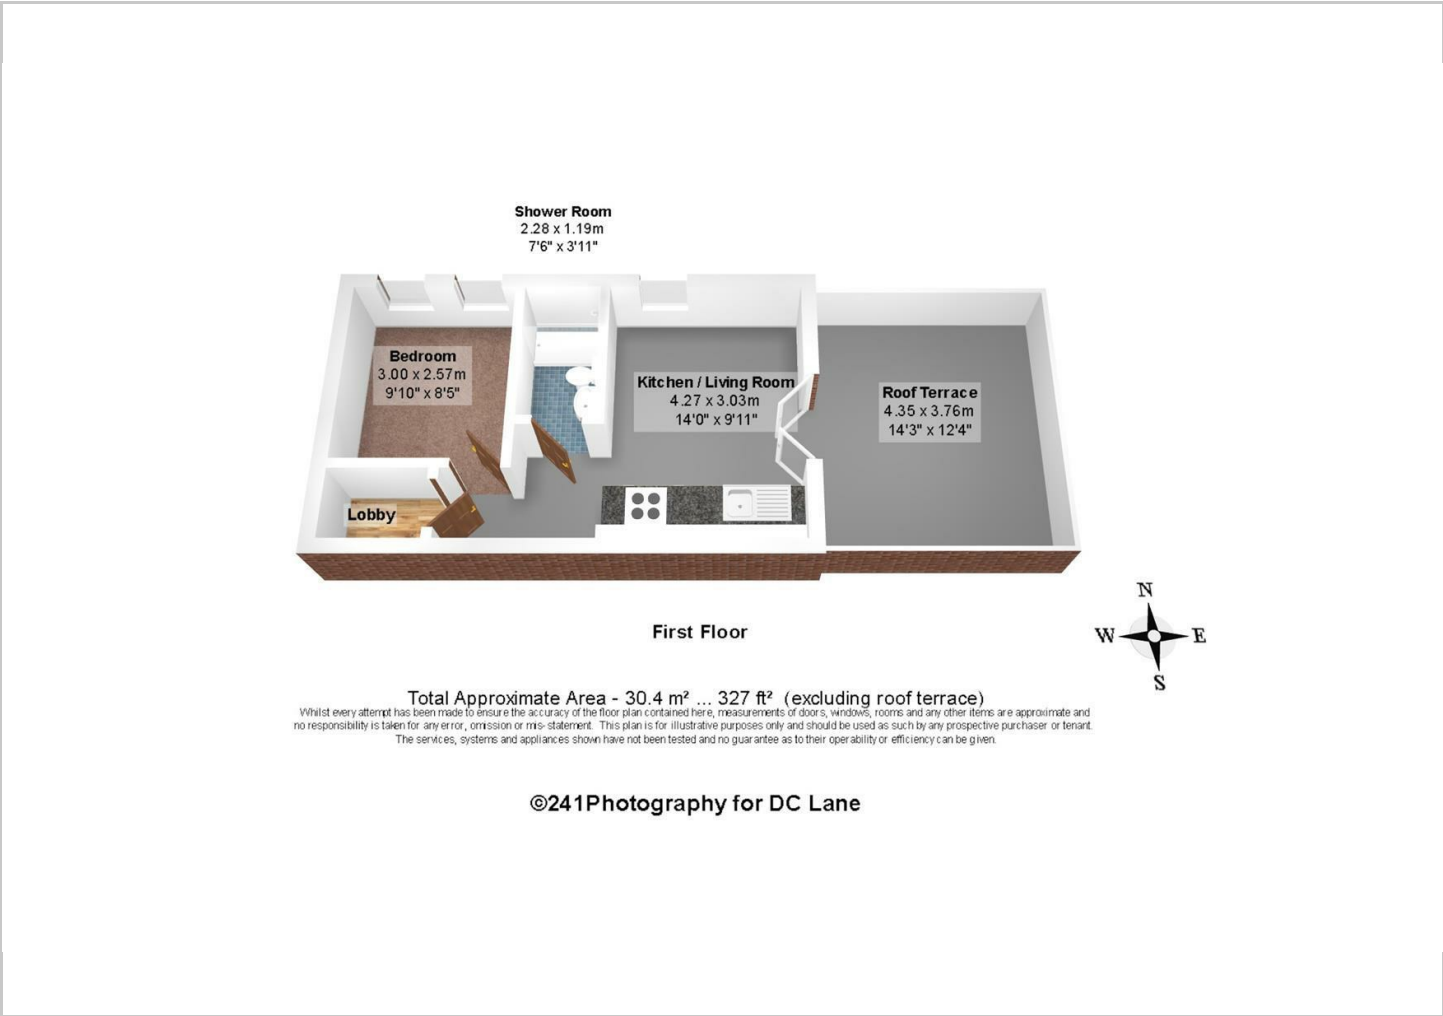 Shower Room
2.28 x 1.19m
7'6" x 3'11"
Bedroom
3.00 x 2.57m
9'10" x 8'5"
Kitchen / Living Room
4.27 x 3.03m
14'0" x 9'11"
Roof Terrace
4.35 x 3.76m
14'3" x 12'4"
Lobby
First Floor
N
W E
S
Total Approximate Area - 30.4 m² ... 327 ft² (excluding roof terrace)
Whilst every attempt has been made to ensure the accuracy of the floor plan contained here, measurements of doors, windows, rooms and any other items are approximate and
no responsibility is taken for any error, omission or mis-statement. This plan is for illustrative purposes only and should be used as such by any prospective purchaser or tenant.
The services, systems and appliances shown have not been tested and no guarantee as to their operability or efficiency can be given.
©241Photography for DC Lane